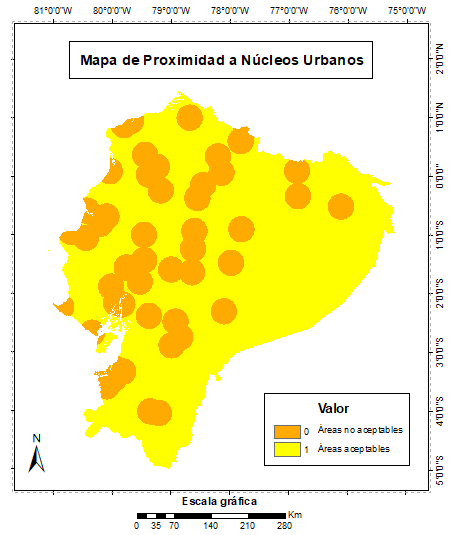 81°0'0"W 80°0'0"W 79°0'0"W 78°0'0"W 77°0'0"W 76°0'0"W 75°0'0"W
Mapa de Proximidad a Núcleos Urbanos
2°0'0"N
1°0'0"N
0°0'0"
1°0'0"S
2°0'0"S
3°0'0"S
4°0'0"S
5°0'0"S
Valor
0 Áreas no aceptables
1 Áreas aceptables
N
Escala gráfica
Km
0 35 70 140 210 280